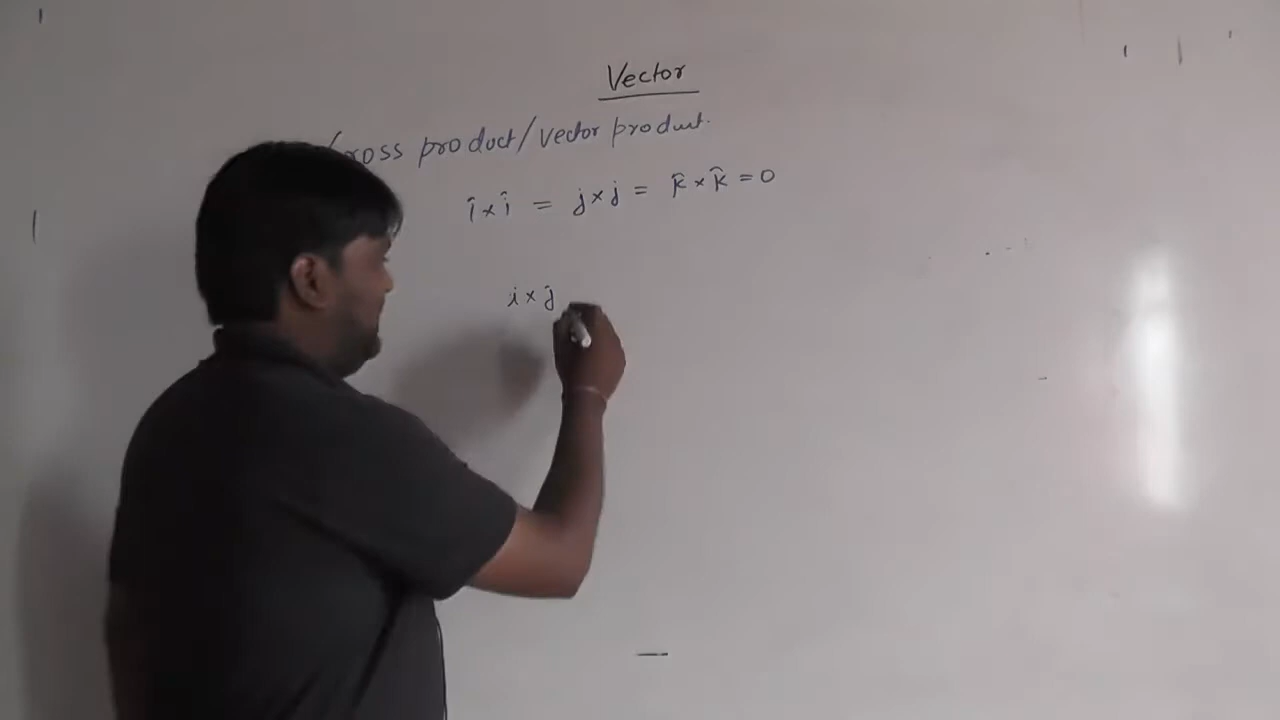 Vector
Cross product/vector product.
î × î = j × j = k̂ × k̂ = 0
i × j